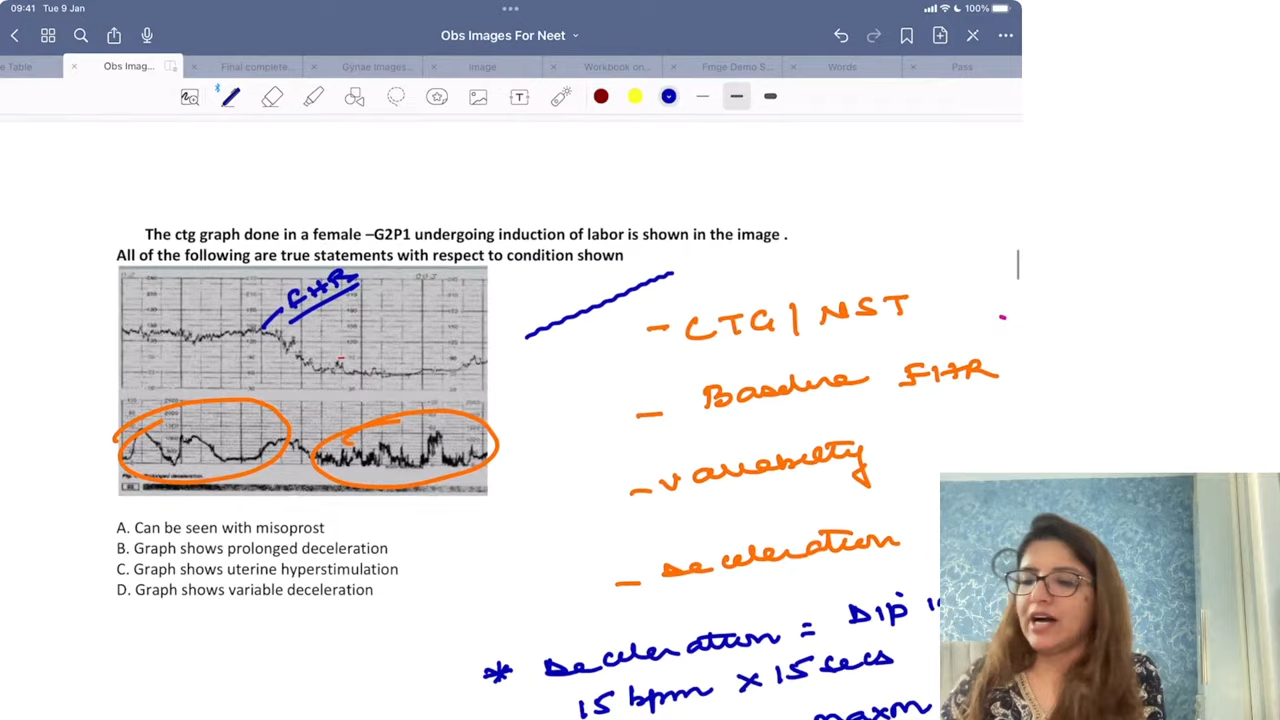 09:41 Tue 9 Jan
100%
Obs Images For Neet
e Table
Obs Imag...
Final complete...
Gynae Images...
Image
Workbook on...
Fmge Demo S...
Words
Pass
The ctg graph done in a female –G2P1 undergoing induction of labor is shown in the image .
All of the following are true statements with respect to condition shown
FHR
Prolonged deceleration
A. Can be seen with misoprost
B. Graph shows prolonged deceleration
C. Graph shows uterine hyperstimulation
D. Graph shows variable deceleration
- CTG | NST
- Baseline FHR
- variability
- Deceleration
* Deceleration = Dip
15 bpm × 15 secs
maxm